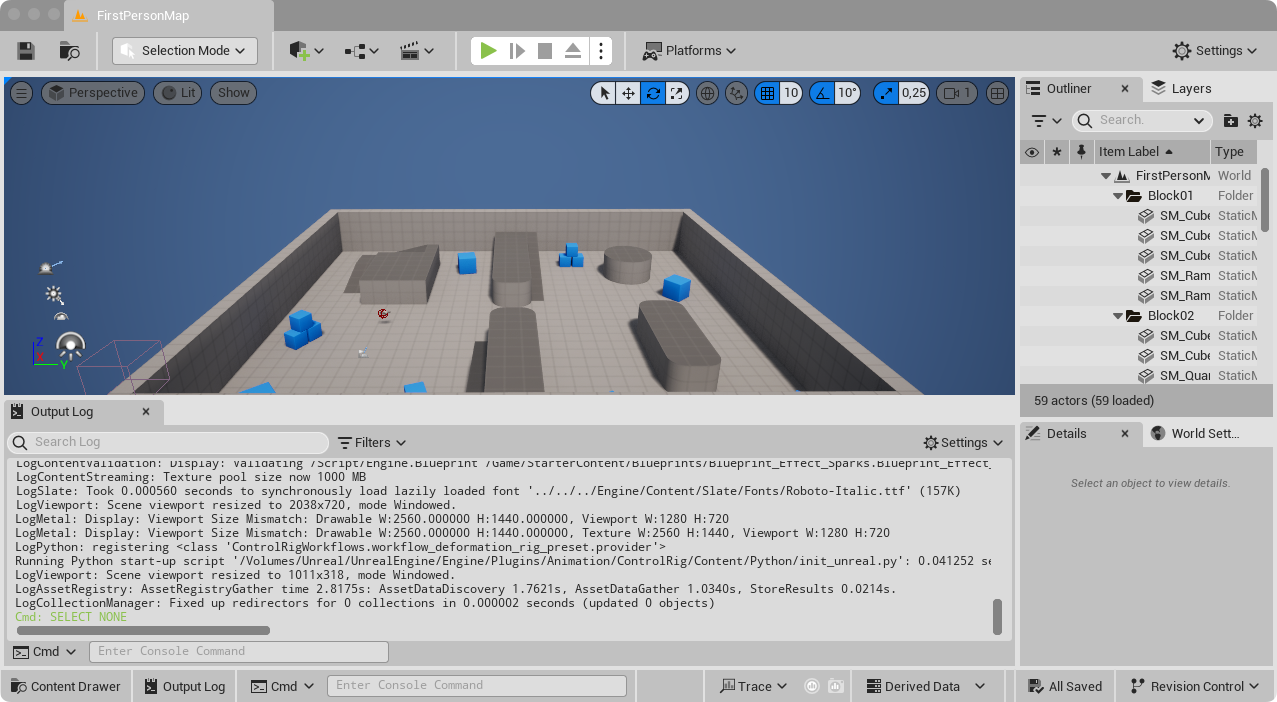 FirstPersonMap
Selection Mode
Platforms
Settings
Perspective
Lit
Show
10
10°
0,25
1
Z
X
Y
Outliner
Layers
Search.
Item Label
Type
FirstPersonM
World
Block01
Folder
SM_Cube
StaticM
SM_Cube
StaticM
SM_Cube
StaticM
SM_Ram
StaticM
SM_Ram
StaticM
Block02
Folder
SM_Cube
StaticM
SM_Cube
StaticM
SM_Quar
StaticM
59 actors (59 loaded)
Details
World Sett…
Select an object to view details.
Output Log
Search Log
Filters
Settings
LogContentValidation: Display: Validating /Script/Engine.Blueprint /Game/StarterContent/Blueprints/Blueprint_Effect_Sparks.Blueprint_Effect_
LogContentStreaming: Texture pool size now 1000 MB
LogSlate: Took 0.000560 seconds to synchronously load lazily loaded font '../../../Engine/Content/Slate/Fonts/Roboto-Italic.ttf' (157K)
LogViewport: Scene viewport resized to 2038x720, mode Windowed.
LogMetal: Display: Viewport Size Mismatch: Drawable W:2560.000000 H:1440.000000, Viewport W:1280 H:720
LogMetal: Display: Viewport Size Mismatch: Drawable W:2560.000000 H:1440.000000, Texture W:2560 H:1440, Viewport W:1280 H:720
LogPython: registering <class 'ControlRigWorkflows.workflow_deformation_rig_preset.provider'>
Running Python start-up script '/Volumes/Unreal/UnrealEngine/Engine/Plugins/Animation/ControlRig/Content/Python/init_unreal.py': 0.041252 se
LogViewport: Scene viewport resized to 1011x318, mode Windowed.
LogAssetRegistry: AssetRegistryGather time 2.8175s: AssetDataDiscovery 1.7621s, AssetDataGather 1.0340s, StoreResults 0.0214s.
LogCollectionManager: Fixed up redirectors for 0 collections in 0.000002 seconds (updated 0 objects)
Cmd: SELECT NONE
Cmd
Enter Console Command
Content Drawer
Output Log
Cmd
Enter Console Command
Trace
Derived Data
All Saved
Revision Control